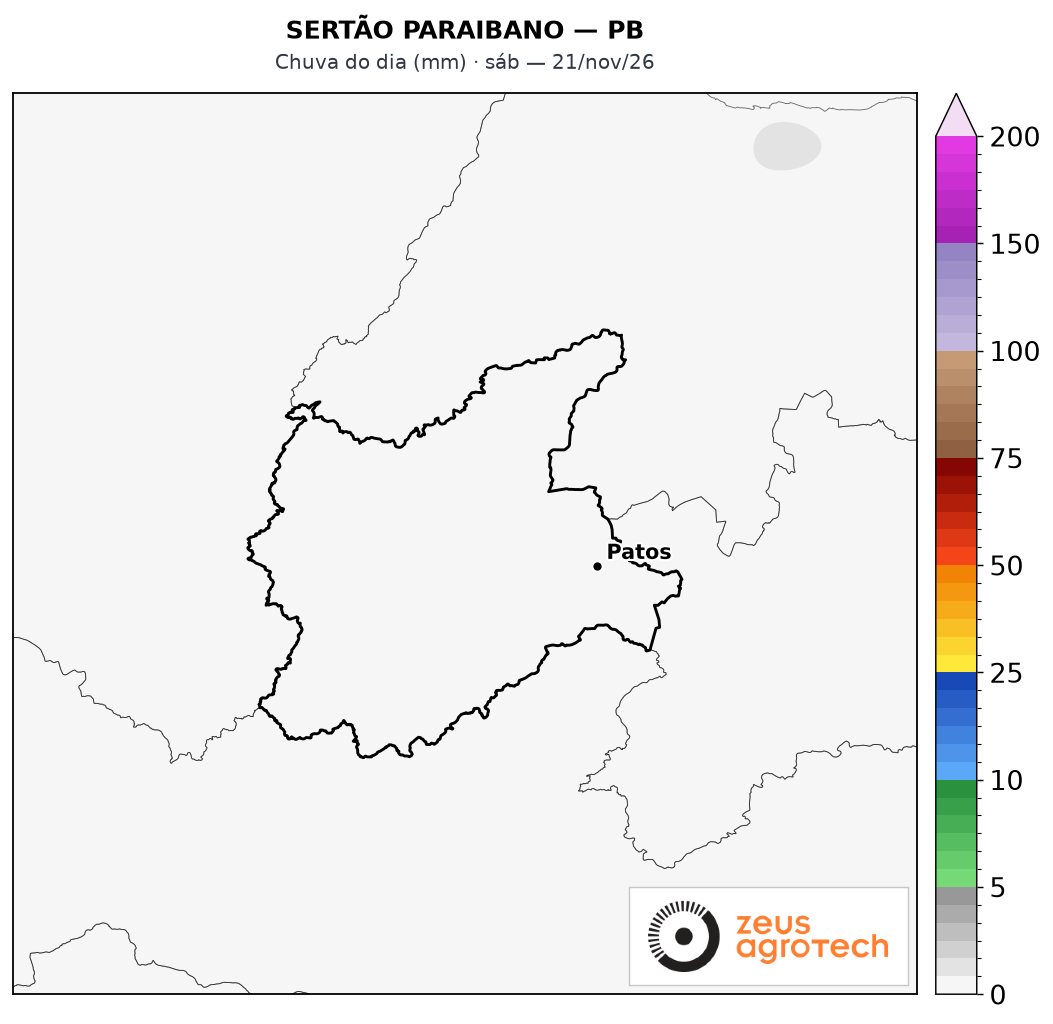 SERTÃO PARAIBANO — PB
Chuva do dia (mm) · sáb — 21/nov/26
200
150
100
75
50
25
10
5
0
Patos
zeus
agrotech